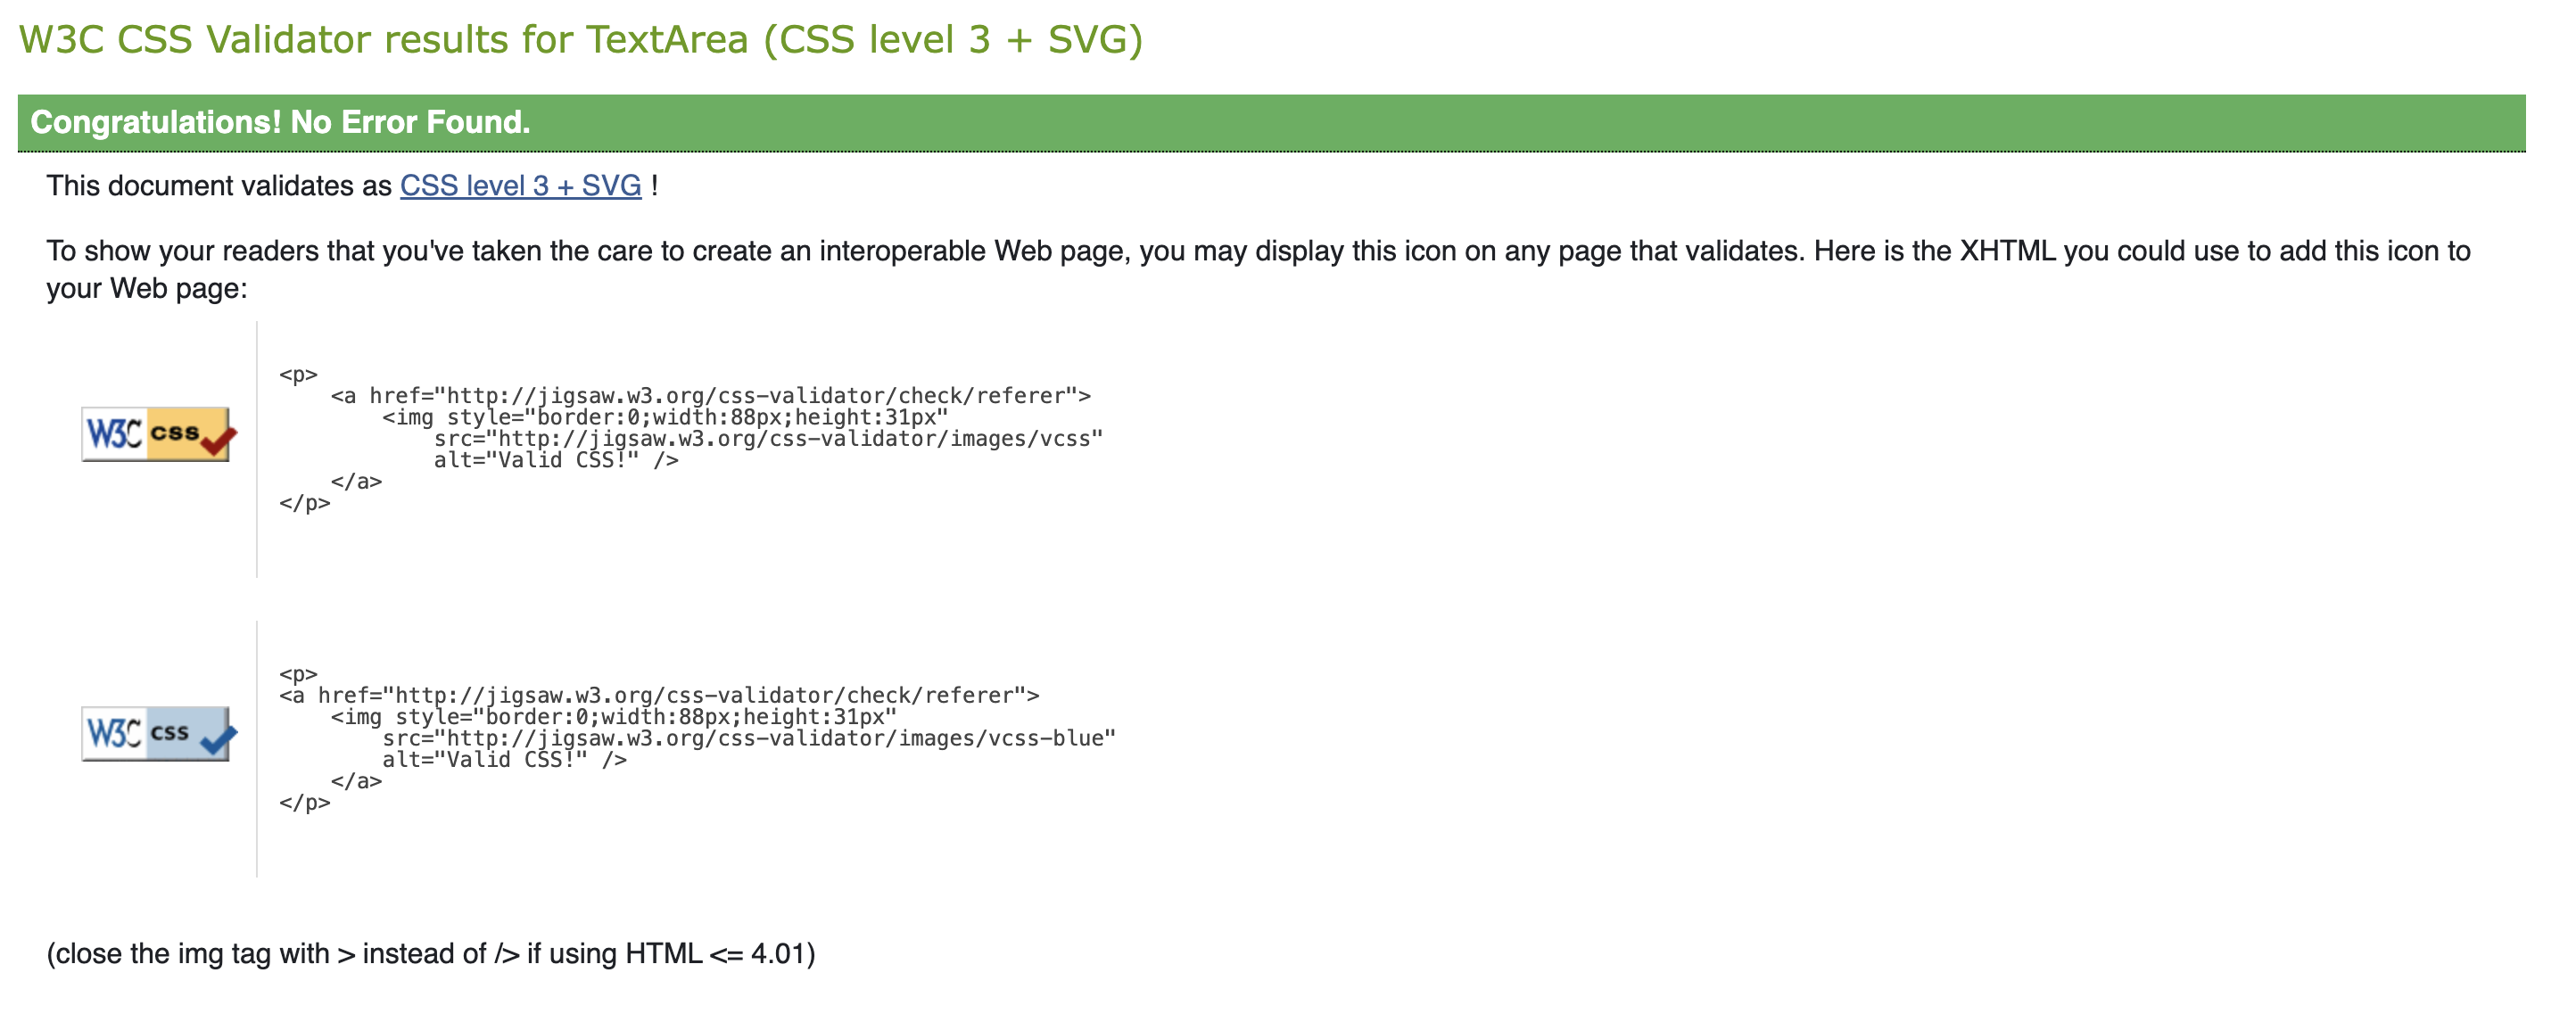 W3C CSS Validator results for TextArea (CSS level 3 + SVG)
Congratulations! No Error Found.
This document validates as CSS level 3 + SVG !
To show your readers that you've taken the care to create an interoperable Web page, you may display this icon on any page that validates. Here is the XHTML you could use to add this icon to
your Web page:
W3C css
<p>
    <a href="http://jigsaw.w3.org/css-validator/check/referer">
        <img style="border:0;width:88px;height:31px"
            src="http://jigsaw.w3.org/css-validator/images/vcss"
            alt="Valid CSS!" />
    </a>
</p>
W3C css
<p>
<a href="http://jigsaw.w3.org/css-validator/check/referer">
    <img style="border:0;width:88px;height:31px"
        src="http://jigsaw.w3.org/css-validator/images/vcss-blue"
        alt="Valid CSS!" />
    </a>
</p>
(close the img tag with > instead of /> if using HTML <= 4.01)